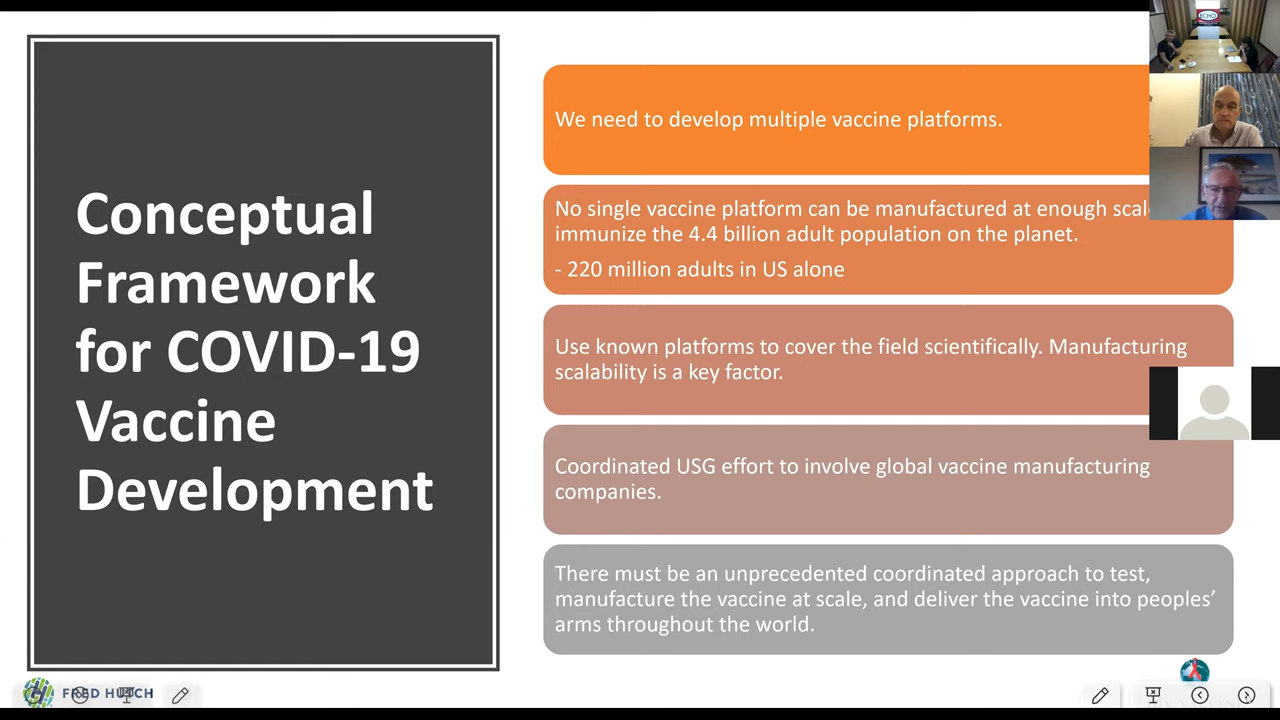 Conceptual
Framework
for COVID-19
Vaccine
Development
We need to develop multiple vaccine platforms.
No single vaccine platform can be manufactured at enough
immunize the 4.4 billion adult population on the planet.
- 220 million adults in US alone
Use known platforms to cover the field scientifically. Manufacturing
scalability is a key factor.
Coordinated USG effort to involve global vaccine manufacturing
companies.
There must be an unprecedented coordinated approach to test,
manufacture the vaccine at scale, and deliver the vaccine into peoples’
arms throughout the world.
FRED HUTCH
ECHO